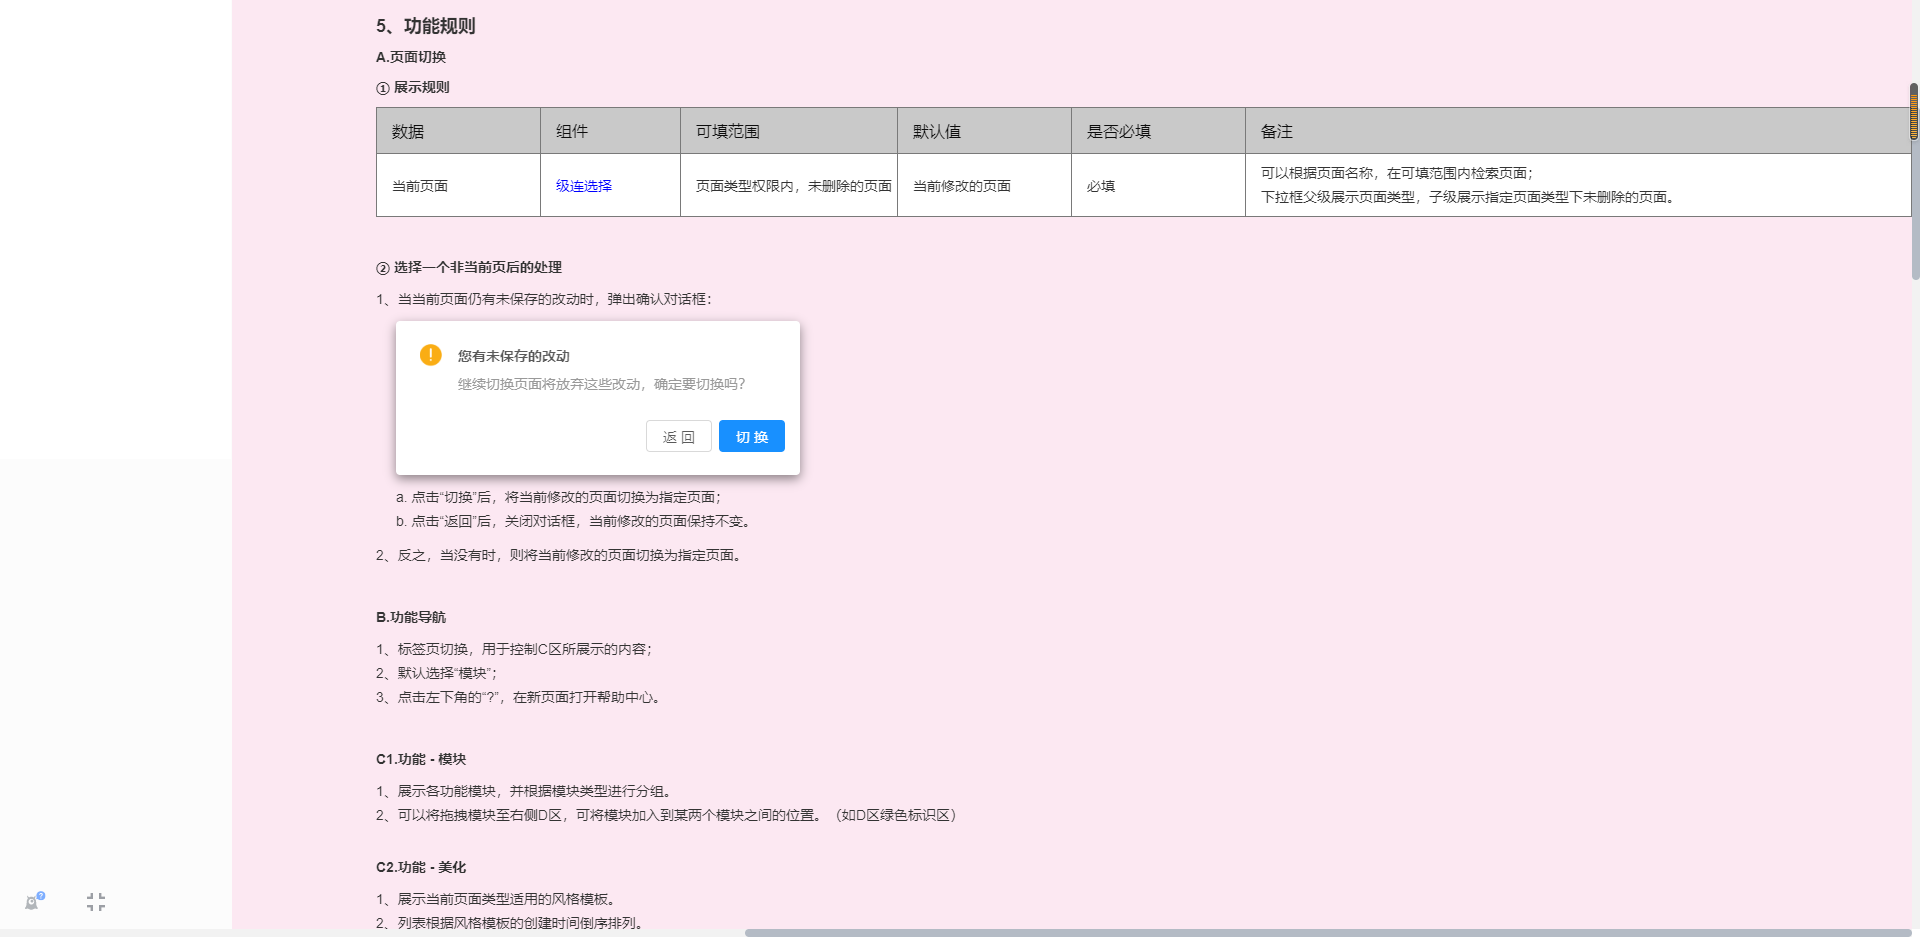 5、功能规则
A.页面切换
① 展示规则
数据 组件 可填范围 默认值 是否必填 备注
当前页面 级连选择 页面类型权限内，未删除的页面 当前修改的页面 必填 可以根据页面名称，在可填范围内检索页面；
下拉框父级展示页面类型，子级展示指定页面类型下未删除的页面。
② 选择一个非当前页后的处理
1、当当前页面仍有未保存的改动时，弹出确认对话框：
您有未保存的改动
继续切换页面将放弃这些改动，确定要切换吗？
返 回 切 换
a. 点击“切换”后，将当前修改的页面切换为指定页面；
b. 点击“返回”后，关闭对话框，当前修改的页面保持不变。
2、反之，当没有时，则将当前修改的页面切换为指定页面。
B.功能导航
1、标签页切换，用于控制C区所展示的内容；
2、默认选择“模块”；
3、点击左下角的“?”，在新页面打开帮助中心。
C1.功能 - 模块
1、展示各功能模块，并根据模块类型进行分组。
2、可以将拖拽模块至右侧D区，可将模块加入到某两个模块之间的位置。（如D区绿色标识区）
C2.功能 - 美化
1、展示当前页面类型适用的风格模板。
2、列表根据风格模板的创建时间倒序排列。